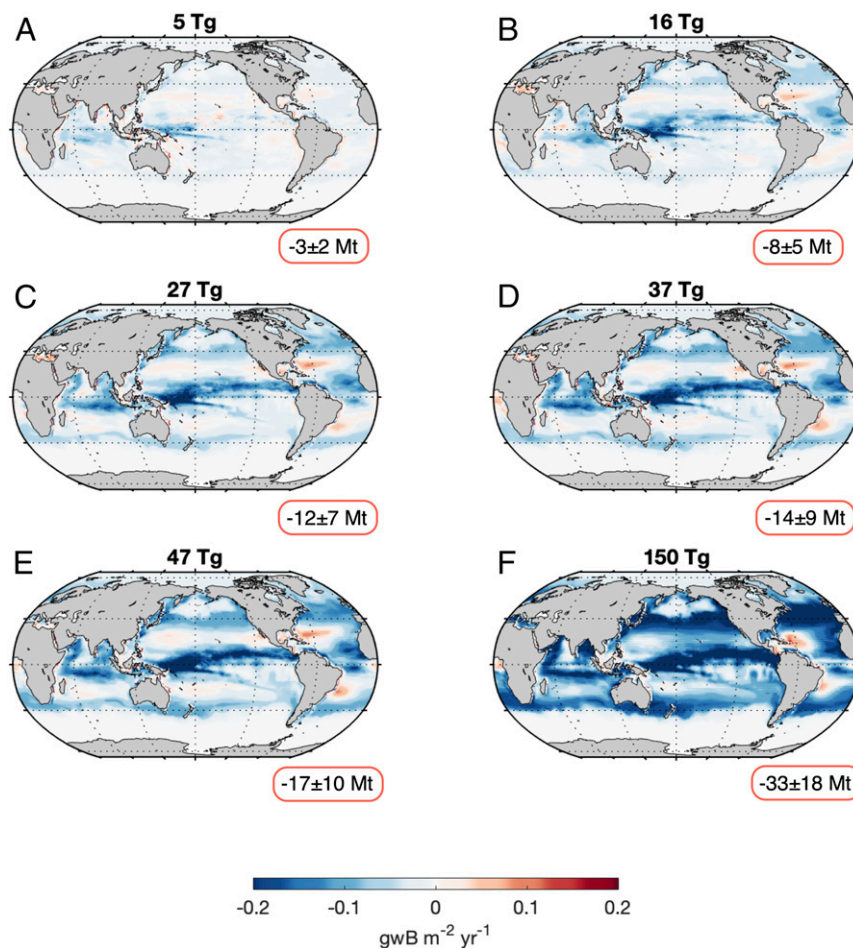 A
5 Tg
-3±2 Mt
B
16 Tg
-8±5 Mt
C
27 Tg
-12±7 Mt
D
37 Tg
-14±9 Mt
E
47 Tg
-17±10 Mt
F
150 Tg
-33±18 Mt
-0.2 -0.1 0 0.1 0.2
gwB m⁻² yr⁻¹